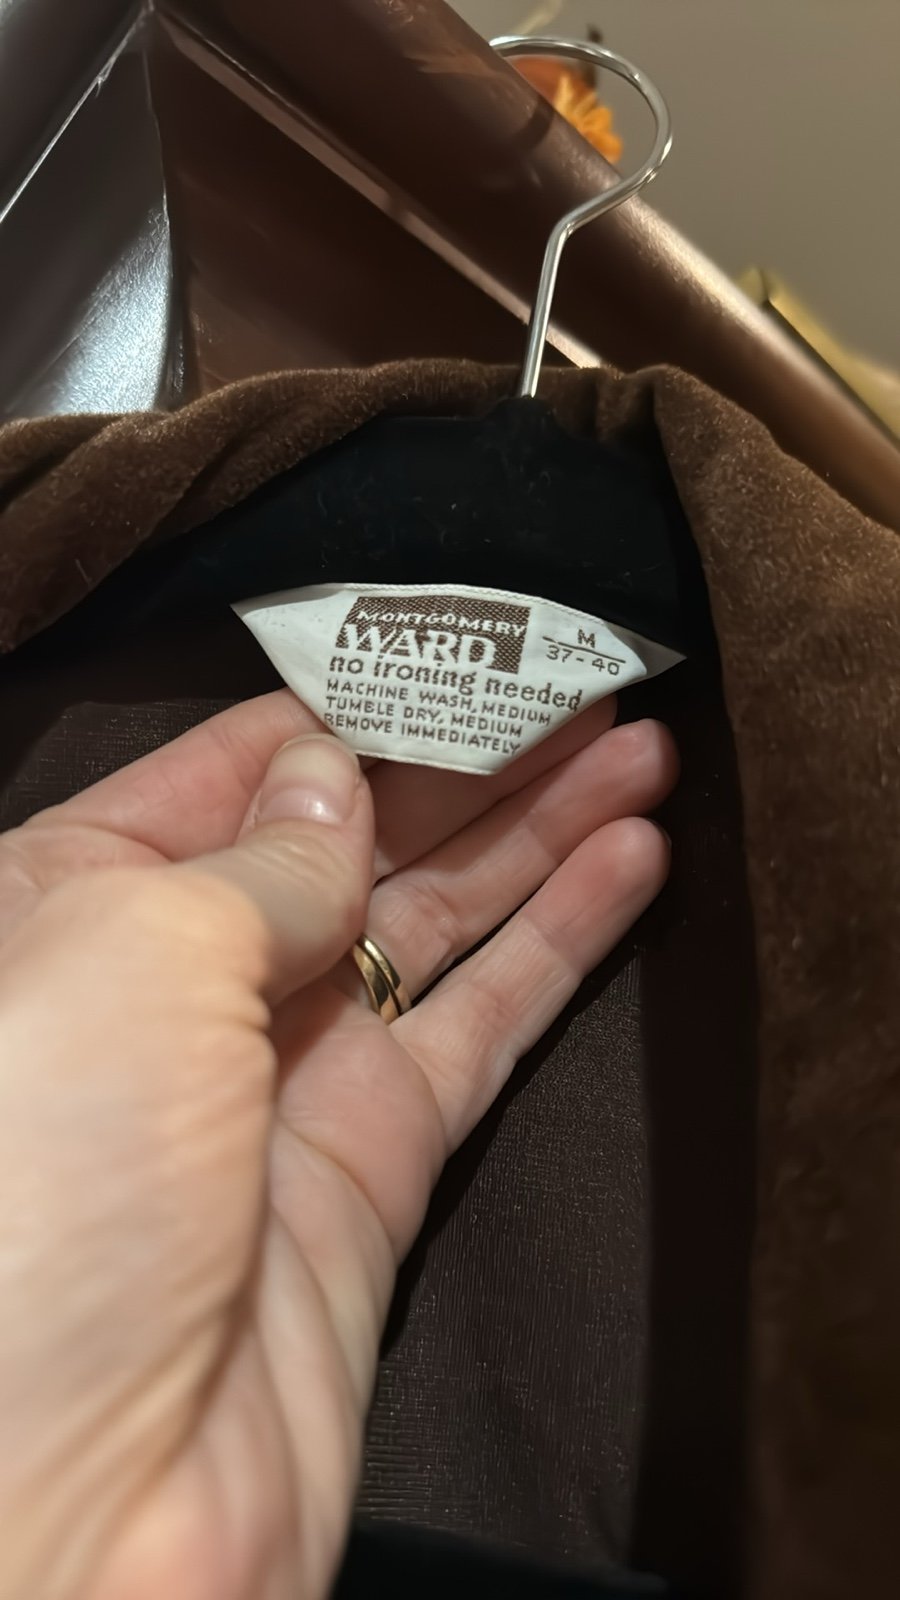 MONTGOMERY
WARD
M
37-40
no ironing needed
MACHINE WASH, MEDIUM
TUMBLE DRY, MEDIUM
REMOVE IMMEDIATELY